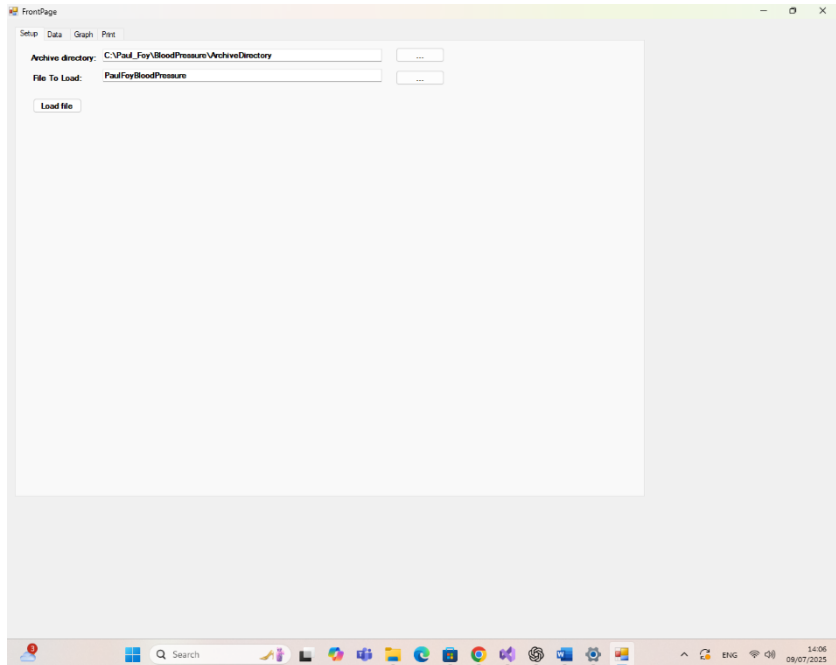 FrontPage
Setup Data Graph Print
Archive directory: C:\Paul_Foy\BloodPressure\ArchiveDirectory ...
File To Load: PaulFoyBloodPressure ...
Load file
3 Search ENG 14:06
09/07/2025